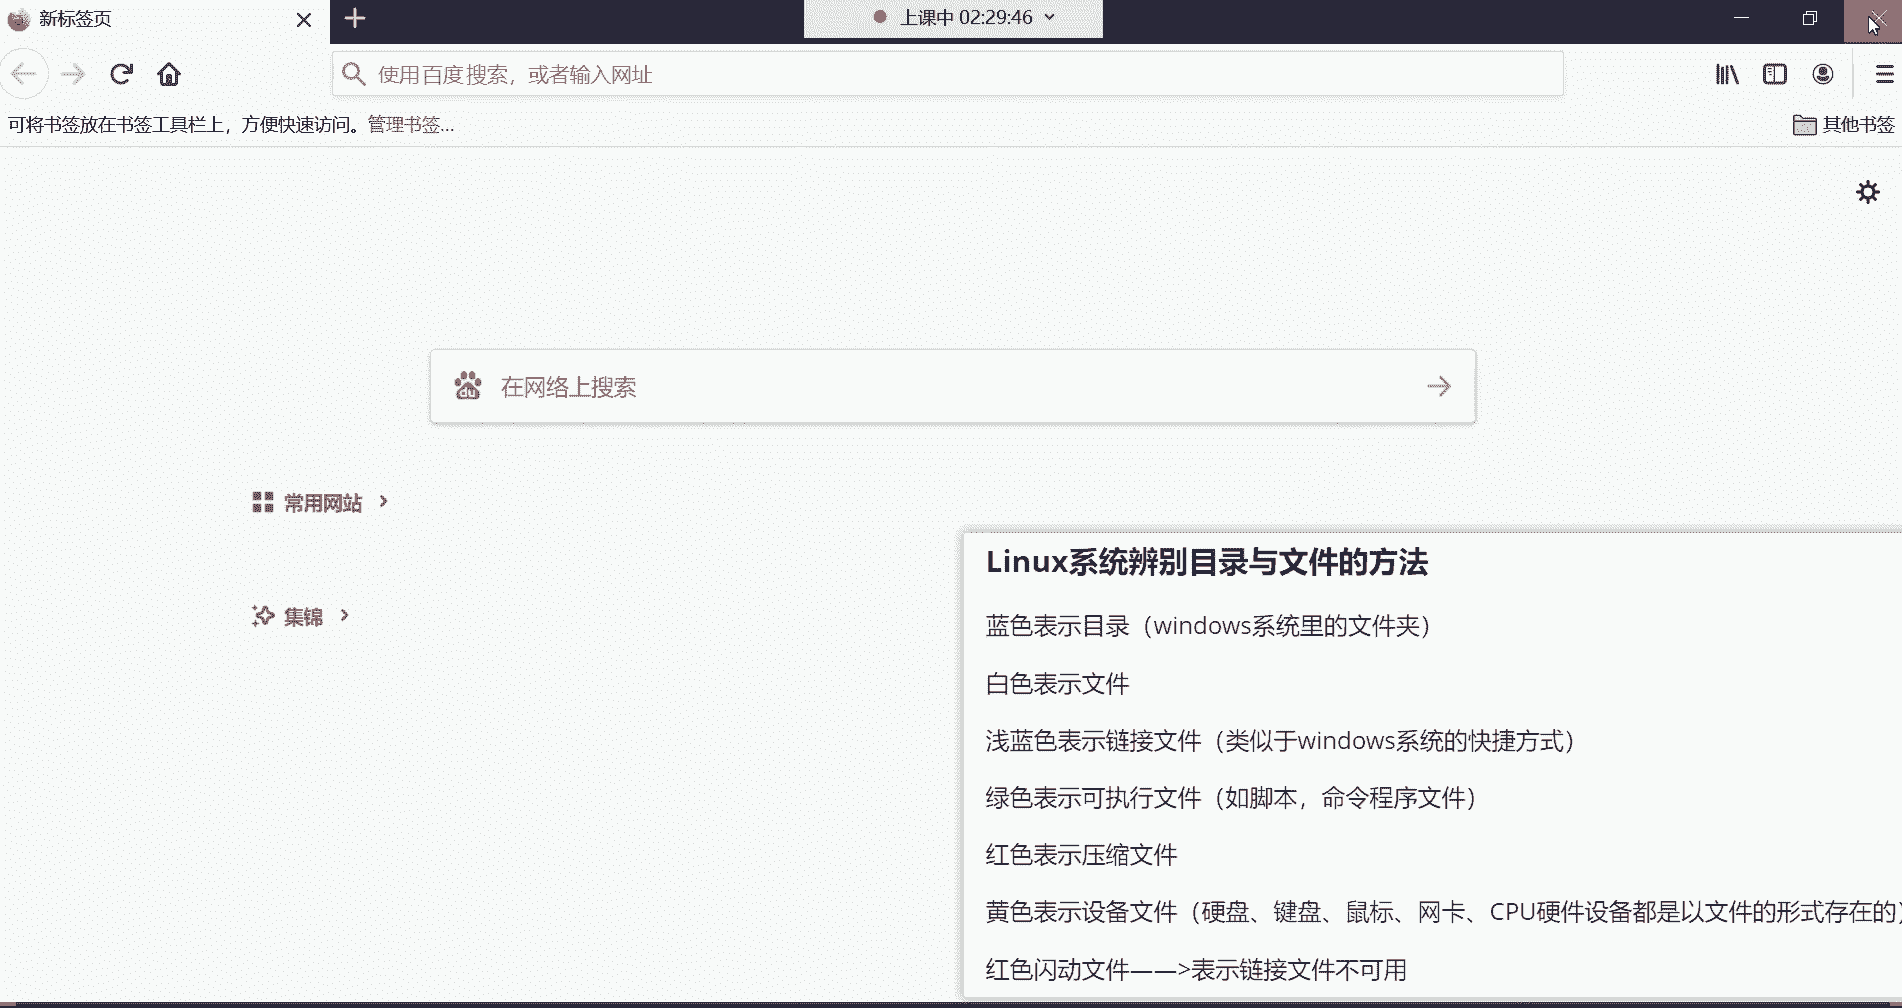 新标签页
上课中 02:29:46
使用百度搜索，或者输入网址
可将书签放在书签工具栏上，方便快速访问。管理书签...
其他书签
在网络上搜索
常用网站
集锦
Linux系统辨别目录与文件的方法
蓝色表示目录（windows系统里的文件夹）
白色表示文件
浅蓝色表示链接文件（类似于windows系统的快捷方式）
绿色表示可执行文件（如脚本，命令程序文件）
红色表示压缩文件
黄色表示设备文件（硬盘、键盘、鼠标、网卡、CPU硬件设备都是以文件的形式存在的）
红色闪动文件——>表示链接文件不可用